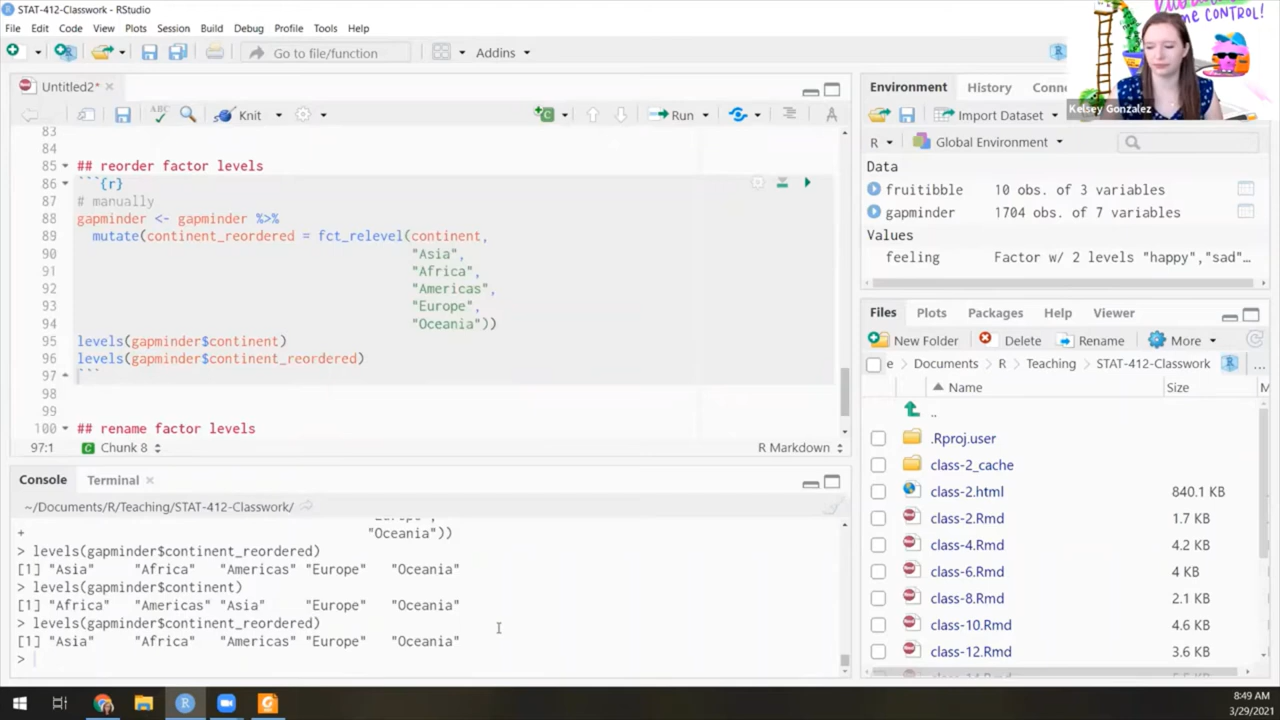 STAT-412-Classwork - RStudio
File Edit Code View Plots Session Build Debug Profile Tools Help
Go to file/function Addins
me CONTROL!
Kelsey Gonzalez
Untitled2*
Knit Run
83
84
85 ## reorder factor levels
86 ```{r}
87 # manually
88 gapminder <- gapminder %>%
89 mutate(continent_reordered = fct_relevel(continent,
90 "Asia",
91 "Africa",
92 "Americas",
93 "Europe",
94 "Oceania"))
95 levels(gapminder$continent)
96 levels(gapminder$continent_reordered)
97 ```
98
99
100 ## rename factor levels
97:1 Chunk 8 R Markdown
Console Terminal
~/Documents/R/Teaching/STAT-412-Classwork/
"Europe",
+ "Oceania"))
> levels(gapminder$continent_reordered)
[1] "Asia" "Africa" "Americas" "Europe" "Oceania"
> levels(gapminder$continent)
[1] "Africa" "Americas" "Asia" "Europe" "Oceania"
> levels(gapminder$continent_reordered)
[1] "Asia" "Africa" "Americas" "Europe" "Oceania"
>
Environment History Conne
Import Dataset
R Global Environment
Data
fruitibble 10 obs. of 3 variables
gapminder 1704 obs. of 7 variables
Values
feeling Factor w/ 2 levels "happy","sad"…
Files Plots Packages Help Viewer
New Folder Delete Rename More
e Documents R Teaching STAT-412-Classwork ...
Name Size M
..
.Rproj.user
class-2_cache
class-2.html 840.1 KB
class-2.Rmd 1.7 KB
class-4.Rmd 4.2 KB
class-6.Rmd 4 KB
class-8.Rmd 2.1 KB
class-10.Rmd 4.6 KB
class-12.Rmd 3.6 KB
8:49 AM
3/29/2021